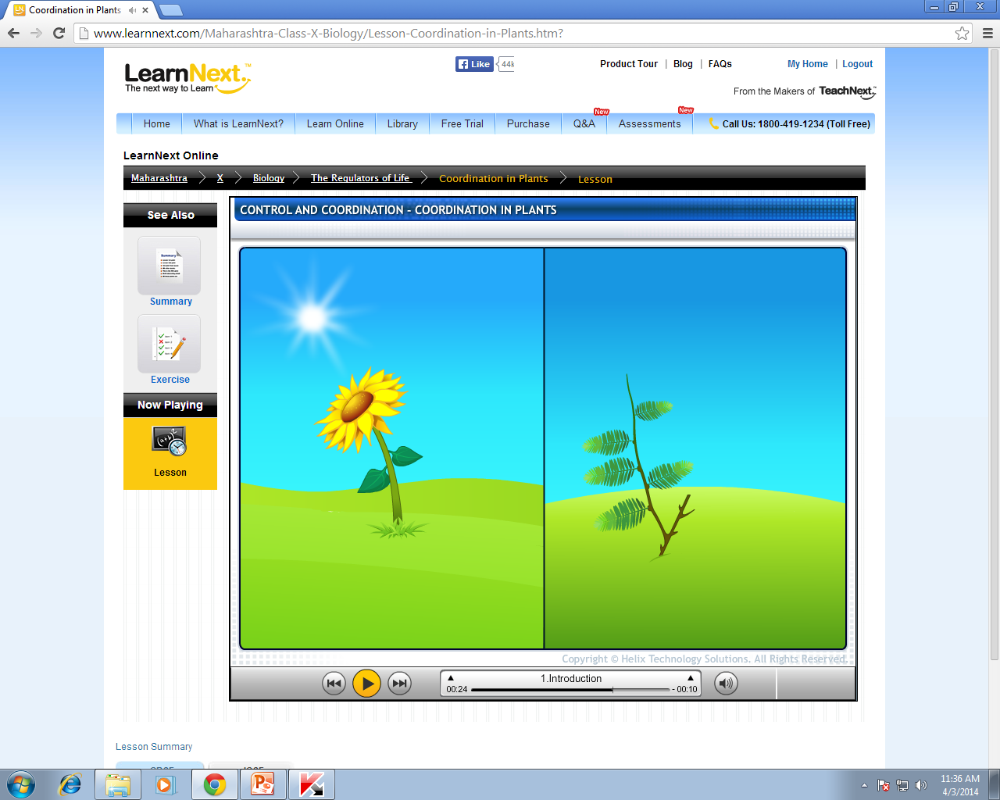 Coordination in Plants
www.learnnext.com/Maharashtra-Class-X-Biology/Lesson-Coordination-in-Plants.htm?
LearnNext.
The next way to Learn
Like 44k
Product Tour | Blog | FAQs
My Home | Logout
From the Makers of TeachNext.
Home What is LearnNext? Learn Online Library Free Trial Purchase Q&A New Assessments New Call Us: 1800-419-1234 (Toll Free)
LearnNext Online
Maharashtra X Biology The Regulators of Life Coordination in Plants Lesson
See Also
CONTROL AND COORDINATION - COORDINATION IN PLANTS
Summary
Summary
Exercise
Now Playing
Lesson
Copyright © Helix Technology Solutions. All Rights Reserved.
1.Introduction
00:24 - 00:10
Lesson Summary
11:36 AM
4/3/2014